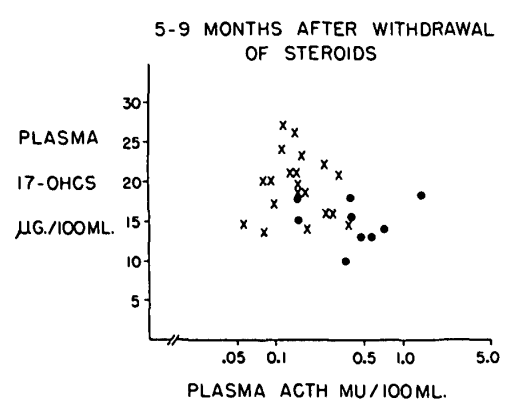 5-9 MONTHS AFTER WITHDRAWAL
OF STEROIDS
PLASMA
17-OHCS
µG./100ML.
30
25
20
15
10
5
.05 0.1 0.5 1.0 5.0
PLASMA ACTH MU/100ML.